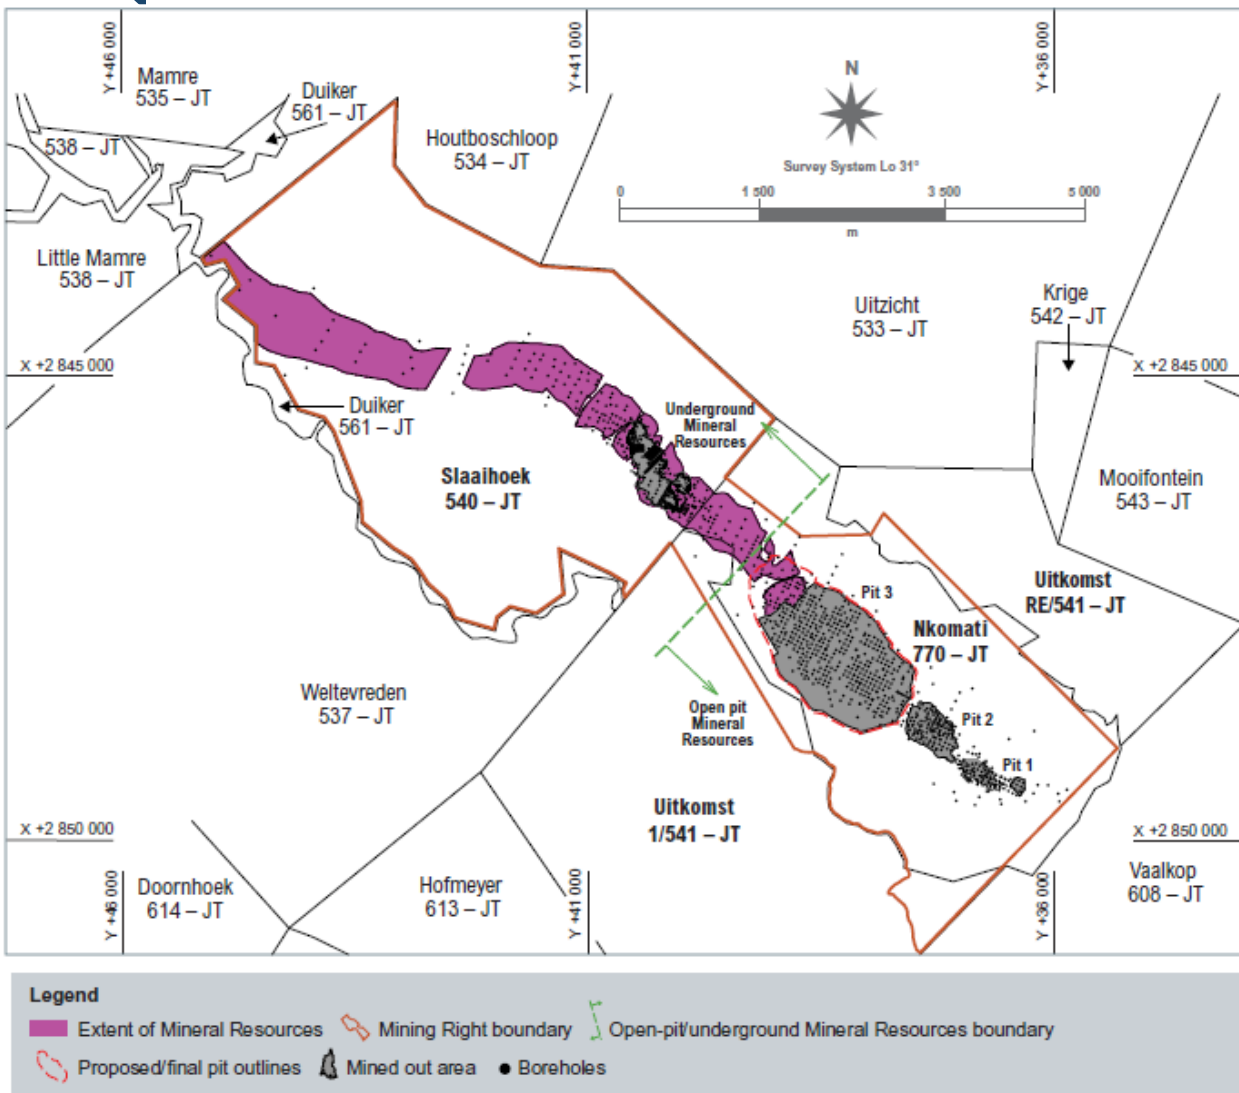 Y +46 000
Y +41 000
Y +36 000
Mamre
535 – JT
Duiker
561 – JT
538 – JT
Houtboschloop
534 – JT
N
Survey System Lo 31°
0 1 500 3 500 5 000
m
Little Mamre
538 – JT
Uitzicht
533 – JT
Krige
542 – JT
X +2 845 000
X +2 845 000
Duiker
561 – JT
Underground
Mineral
Resources
Slaaihoek
540 – JT
Mooifontein
543 – JT
Uitkomst
RE/541 – JT
Pit 3
Nkomati
770 – JT
Weltevreden
537 – JT
Open pit
Mineral
Resources
Pit 2
Pit 1
Uitkomst
1/541 – JT
X +2 850 000
X +2 850 000
Vaalkop
608 – JT
Doornhoek
614 – JT
Hofmeyer
613 – JT
Y +46 000
Y +41 000
Y +36 000
Legend
Extent of Mineral Resources
Mining Right boundary
Open-pit/underground Mineral Resources boundary
Proposed/final pit outlines
Mined out area
Boreholes